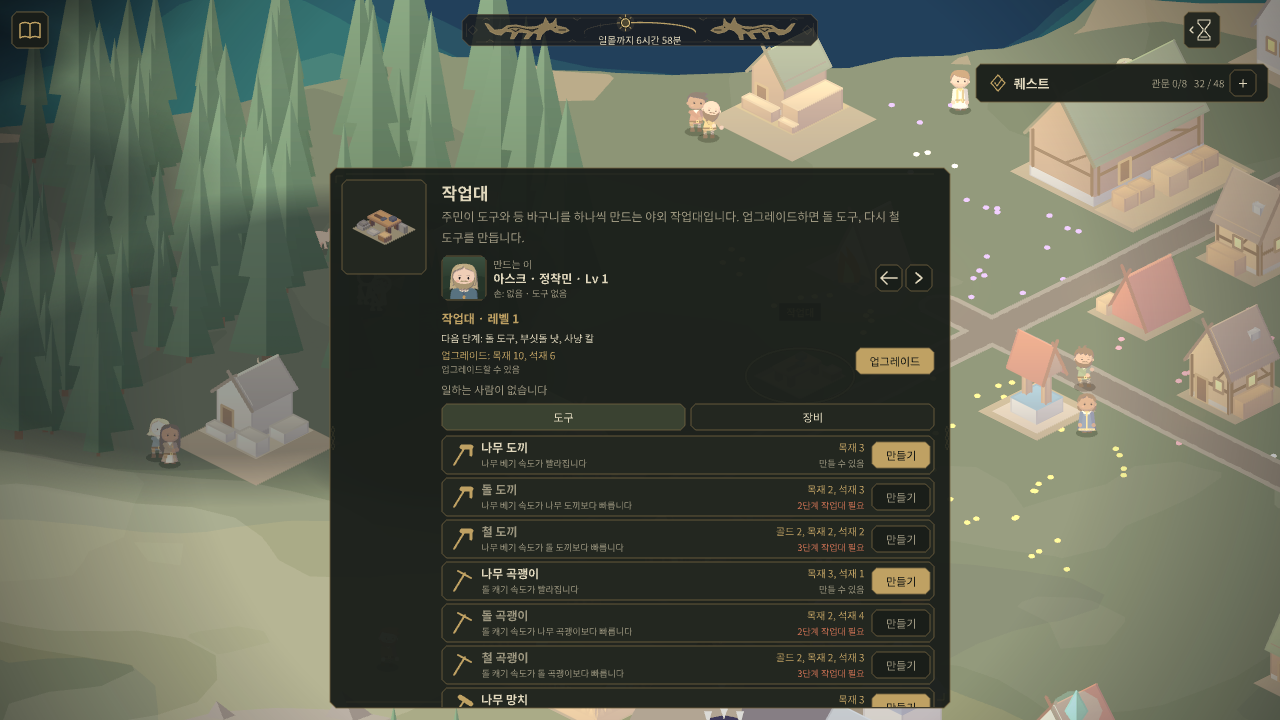 일몰까지 6시간 58분
퀘스트
관문 0/8 32 / 48
작업대
주민이 도구와 등 바구니를 하나씩 만드는 야외 작업대입니다. 업그레이드하면 돌 도구, 다시 철
도구를 만듭니다.
만드는 이
아스크 · 정착민 · Lv 1
손: 없음 · 도구 없음
작업대 · 레벨 1
다음 단계: 돌 도구, 부싯돌 낫, 사냥 칼
업그레이드: 목재 10, 석재 6
업그레이드할 수 있음
업그레이드
일하는 사람이 없습니다
도구
장비
나무 도끼
나무 베기 속도가 빨라집니다
목재 3
만들 수 있음
만들기
돌 도끼
나무 베기 속도가 나무 도끼보다 빠릅니다
목재 2, 석재 3
2단계 작업대 필요
만들기
철 도끼
나무 베기 속도가 돌 도끼보다 빠릅니다
골드 2, 목재 2, 석재 2
3단계 작업대 필요
만들기
나무 곡괭이
돌 캐기 속도가 빨라집니다
목재 3, 석재 1
만들 수 있음
만들기
돌 곡괭이
돌 캐기 속도가 나무 곡괭이보다 빠릅니다
목재 2, 석재 4
2단계 작업대 필요
만들기
철 곡괭이
돌 캐기 속도가 돌 곡괭이보다 빠릅니다
골드 2, 목재 2, 석재 3
3단계 작업대 필요
만들기
나무 망치
목재 3
만들기